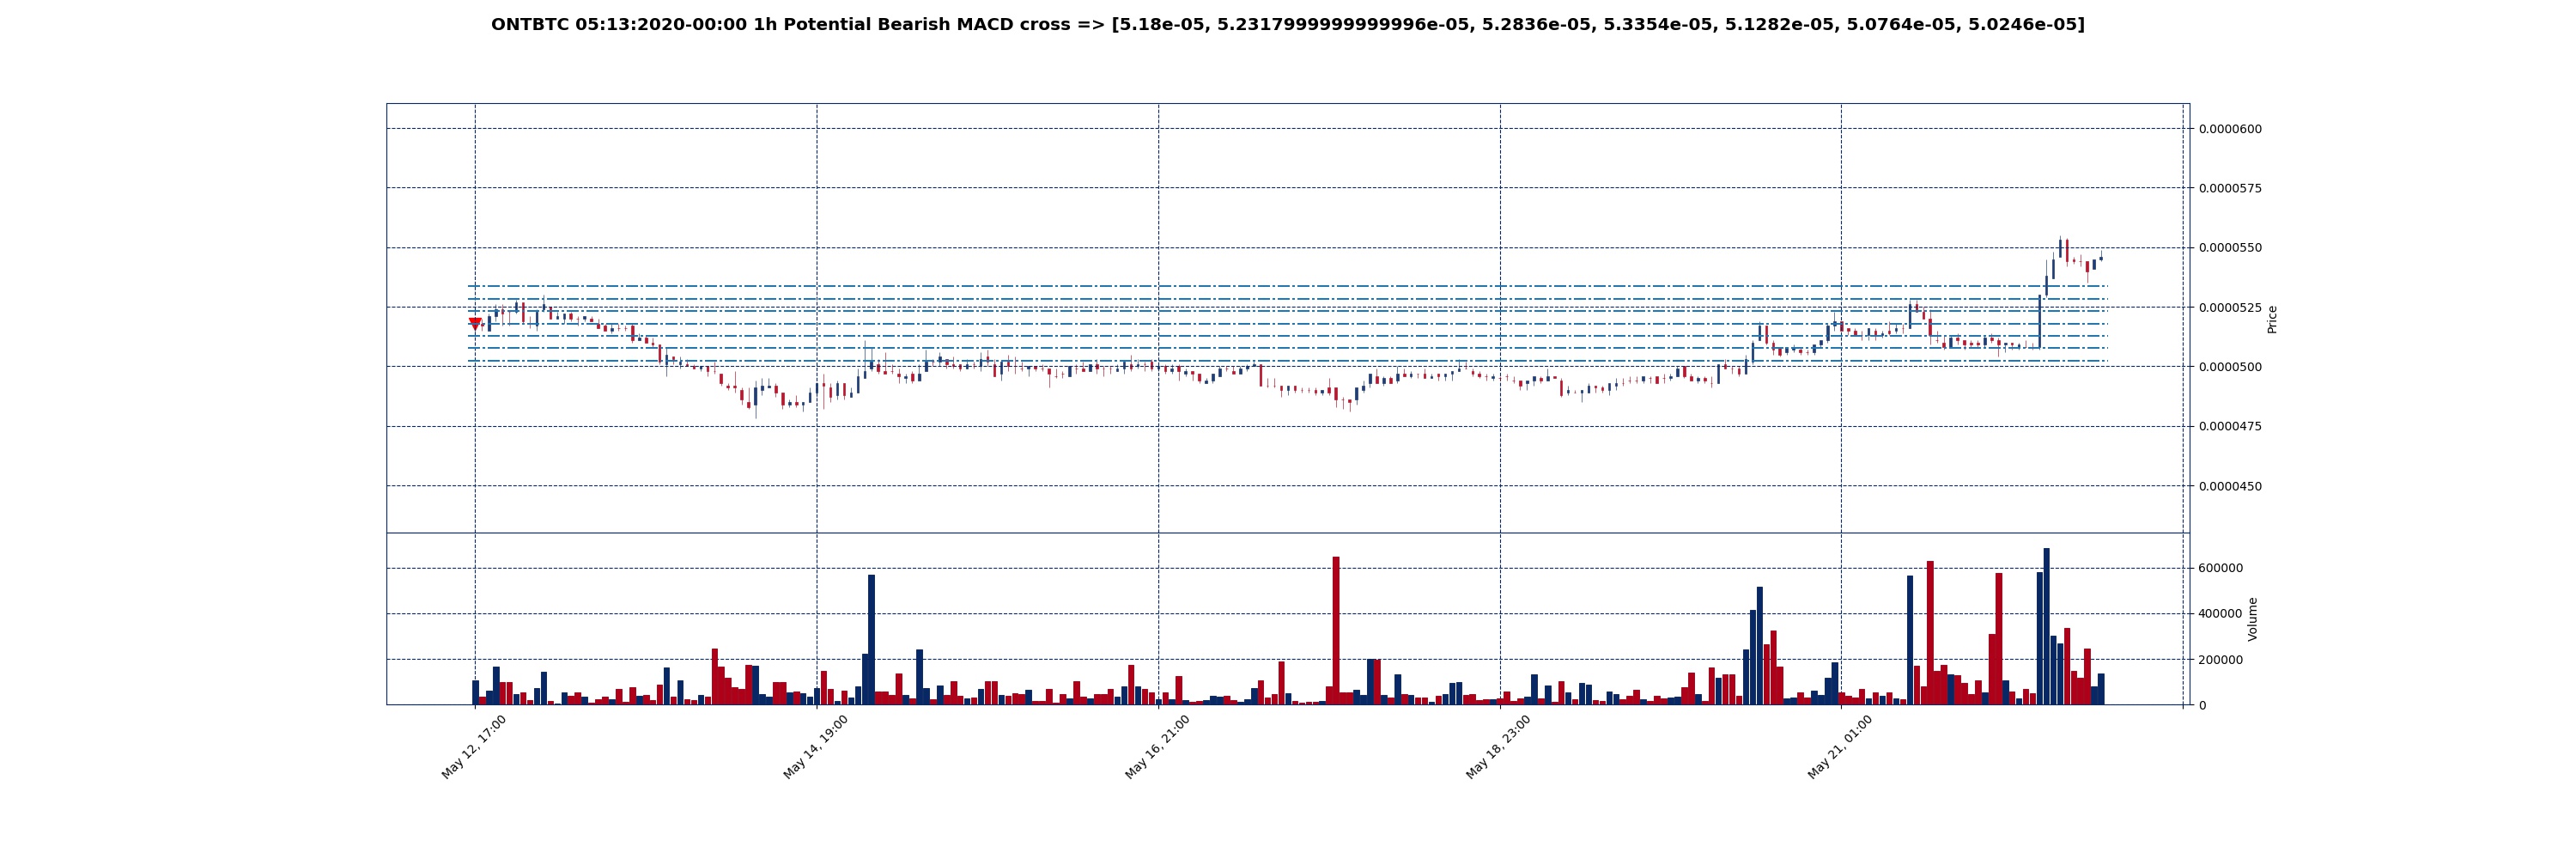 ONTBTC 05:13:2020-00:00 1h Potential Bearish MACD cross => [5.18e-05, 5.2317999999999996e-05, 5.2836e-05, 5.3354e-05, 5.1282e-05, 5.0764e-05, 5.0246e-05]
0.0000600
0.0000575
0.0000550
0.0000525
0.0000500
0.0000475
0.0000450
Price
600000
400000
200000
0
Volume
May 12, 17:00
May 14, 19:00
May 16, 21:00
May 18, 23:00
May 21, 01:00